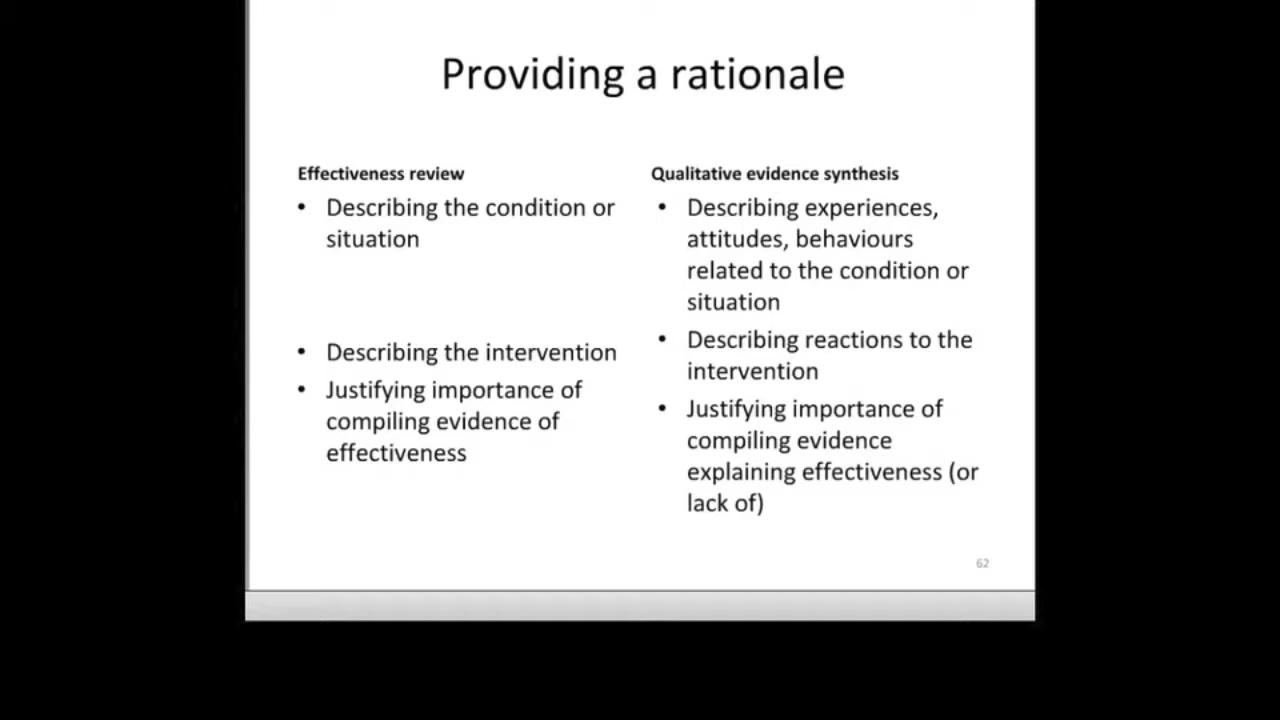 Providing a rationale
Effectiveness review
• Describing the condition or
situation
• Describing the intervention
• Justifying importance of
compiling evidence of
effectiveness
Qualitative evidence synthesis
• Describing experiences,
attitudes, behaviours
related to the condition or
situation
• Describing reactions to the
intervention
• Justifying importance of
compiling evidence
explaining effectiveness (or
lack of)
62